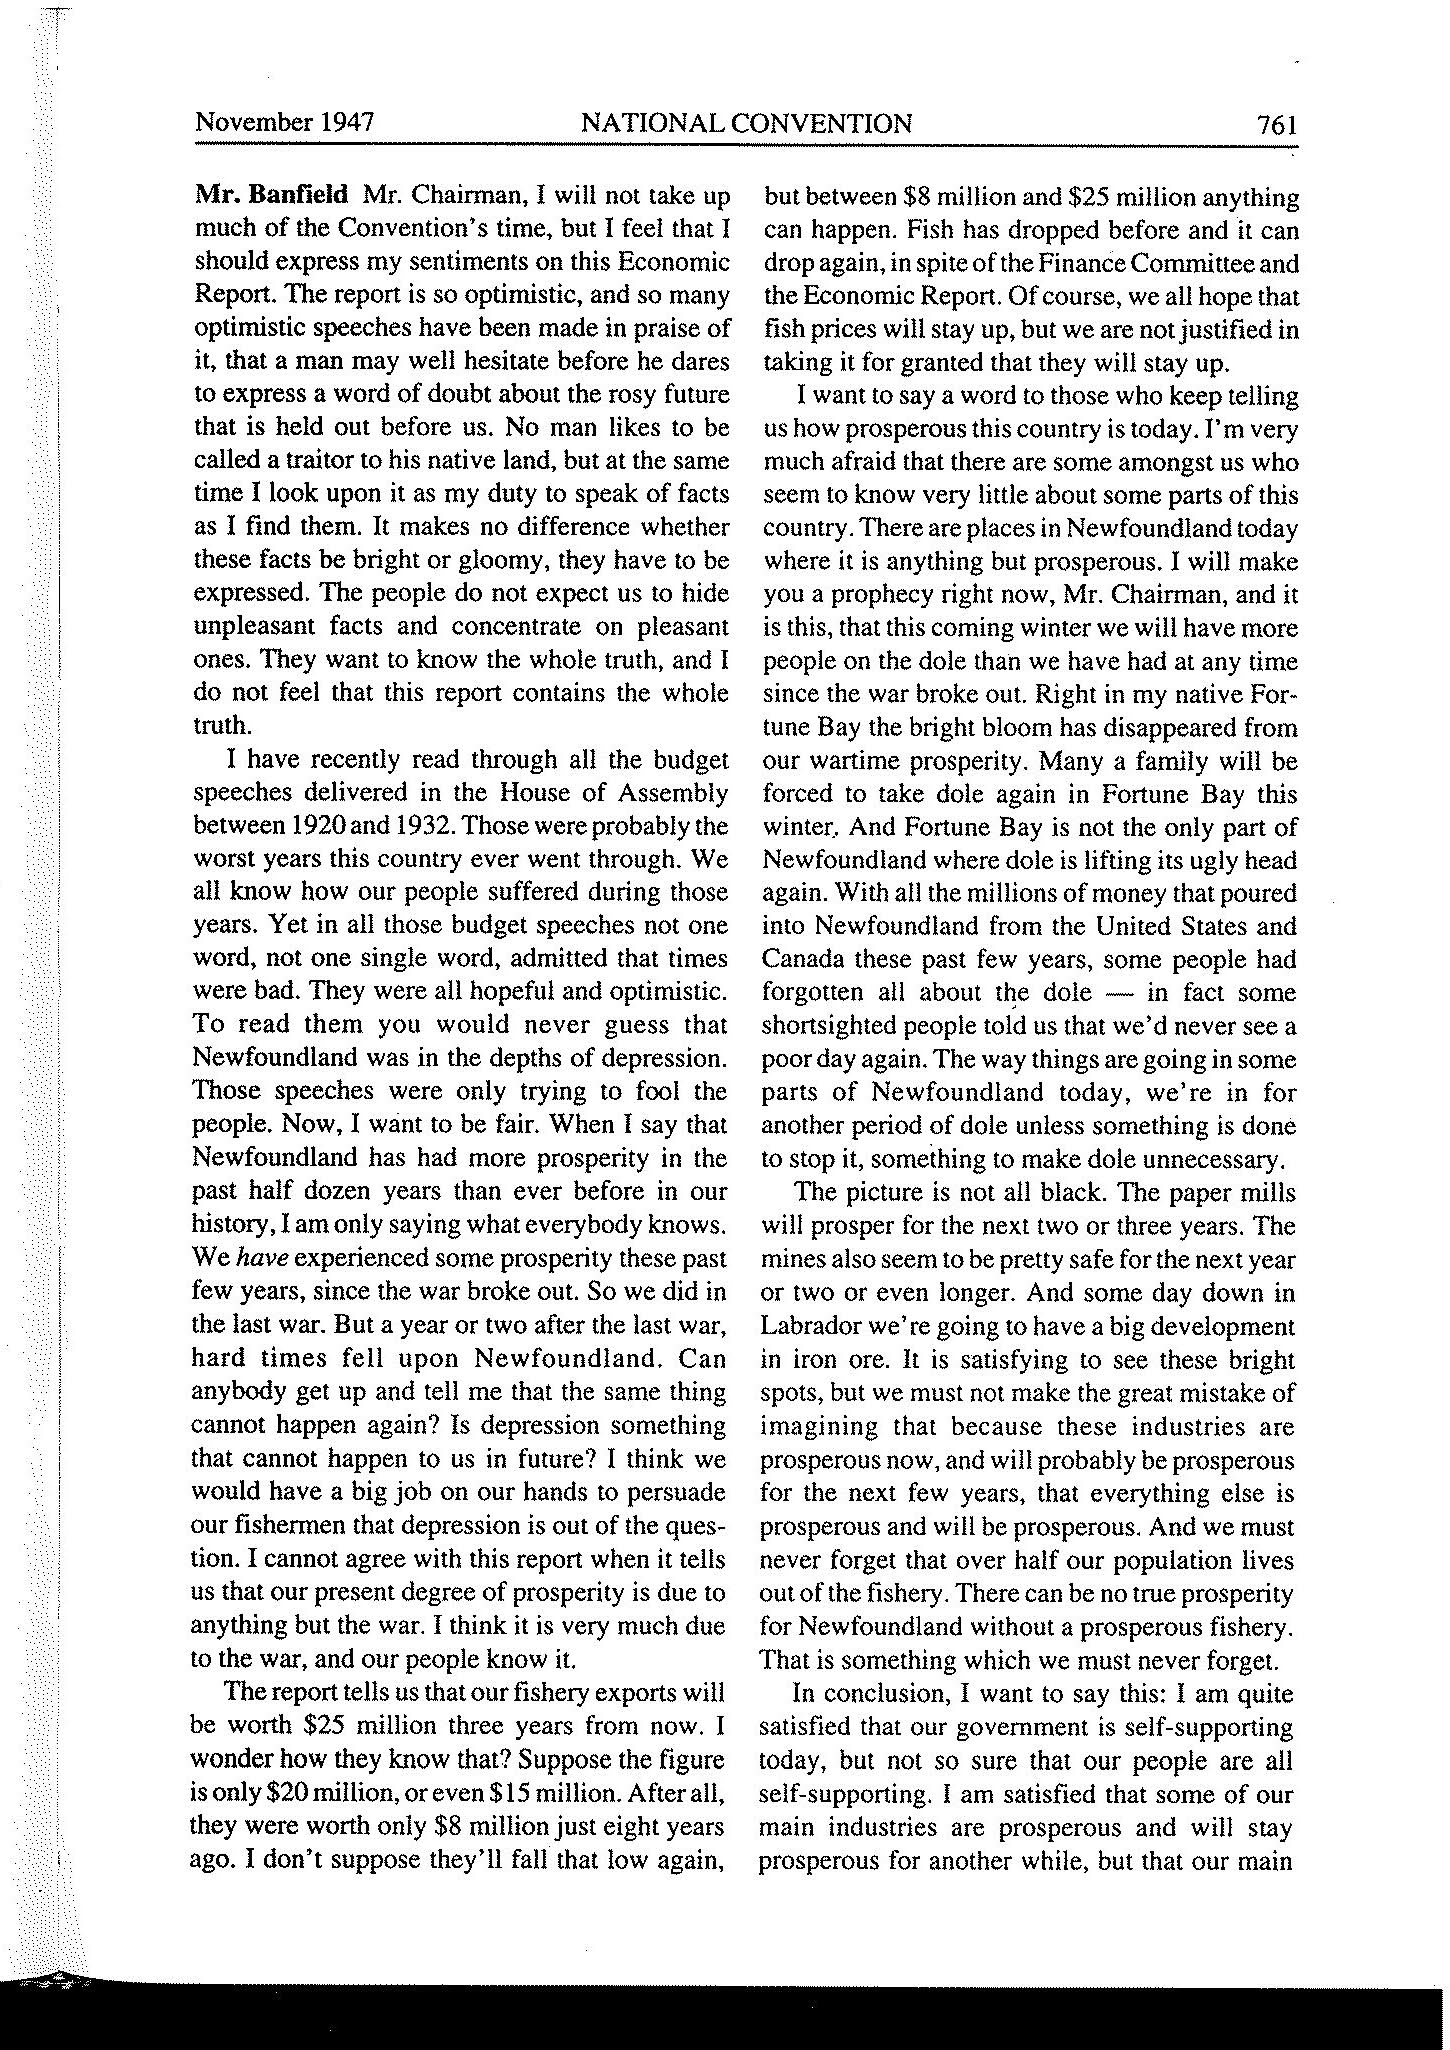 November 1947 NATIONAL CONVENTION 761
Mr. Banfield Mr. Chairman, I will not take up
much of the Convention's time, but I feel that I
should express my sentiments on this Economic
Report. The report is so optimistic, and so many
optimistic speeches have been made in praise of
it, that a man may well hesitate before he dares
to express a word of doubt about the rosy future
that is held out before us. No man likes to be
called a traitor to his native land, but at the same
time I look upon it as my duty to speak of facts
as I find them. It makes no difference whether
these facts be bright or gloomy, they have to be
expressed. The people do not expect us to hide
unpleasant facts and concentrate on pleasant
ones. They want to know the whole truth, and I
do not feel that this report contains the whole
truth.
I have recently read through all the budget
speeches delivered in the House of Assembly
between 1920 and 1932. Those were probably the
worst years this country ever went through. We
all know how our people suffered during those
years. Yet in all those budget speeches not one
word, not one single word, admitted that times
were bad. They were all hopeful and optimistic.
To read them you would never guess that
Newfoundland was in the depths of depression.
Those speeches were only trying to fool the
people. Now, I want to be fair. When I say that
Newfoundland has had more prosperity in the
past half dozen years than ever before in our
history, I am only saying what everybody knows.
We have experienced some prosperity these past
few years, since the war broke out. So we did in
the last war. But a year or two after the last war,
hard times fell upon Newfoundland. Can
anybody get up and tell me that the same thing
cannot happen again? Is depression something
that cannot happen to us in future? I think we
would have a big job on our hands to persuade
our fishermen that depression is out of the ques-
tion. I cannot agree with this report when it tells
us that our present degree of prosperity is due to
anything but the war. I think it is very much due
to the war, and our people know it.
The report tells us that our fishery exports will
be worth $25 million three years from now. I
wonder how they know that? Suppose the figure
is only $20 million, or even $15 million. After all,
they were worth only $8 million just eight years
ago. I don't suppose they'll fall that low again,
but between $8 million and $25 million anything
can happen. Fish has dropped before and it can
drop again, in spite of the Finance Committee and
the Economic Report. Of course, we all hope that
fish prices will stay up, but we are not justified in
taking it for granted that they will stay up.
I want to say a word to those who keep telling
us how prosperous this country is today. I'm very
much afraid that there are some amongst us who
seem to know very little about some parts of this
country. There are places in Newfoundland today
where it is anything but prosperous. I will make
you a prophecy right now, Mr. Chairman, and it
is this, that this coming winter we will have more
people on the dole than we have had at any time
since the war broke out. Right in my native For-
tune Bay the bright bloom has disappeared from
our wartime prosperity. Many a family will be
forced to take dole again in Fortune Bay this
winter. And Fortune Bay is not the only part of
Newfoundland where dole is lifting its ugly head
again. With all the millions of money that poured
into Newfoundland from the United States and
Canada these past few years, some people had
forgotten all about the dole — in fact some
shortsighted people told us that we'd never see a
poor day again. The way things are going in some
parts of Newfoundland today, we're in for
another period of dole unless something is done
to stop it, something to make dole unnecessary.
The picture is not all black. The paper mills
will prosper for the next two or three years. The
mines also seem to be pretty safe for the next year
or two or even longer. And some day down in
Labrador we're going to have a big development
in iron ore. It is satisfying to see these bright
spots, but we must not make the great mistake of
imagining that because these industries are
prosperous now, and will probably be prosperous
for the next few years, that everything else is
prosperous and will be prosperous. And we must
never forget that over half our population lives
out of the fishery. There can be no true prosperity
for Newfoundland without a prosperous fishery.
That is something which we must never forget.
In conclusion, I want to say this: I am quite
satisfied that our government is self-supporting
today, but not so sure that our people are all
self-supporting. I am satisfied that some of our
main industries are prosperous and will stay
prosperous for another while, but that our main